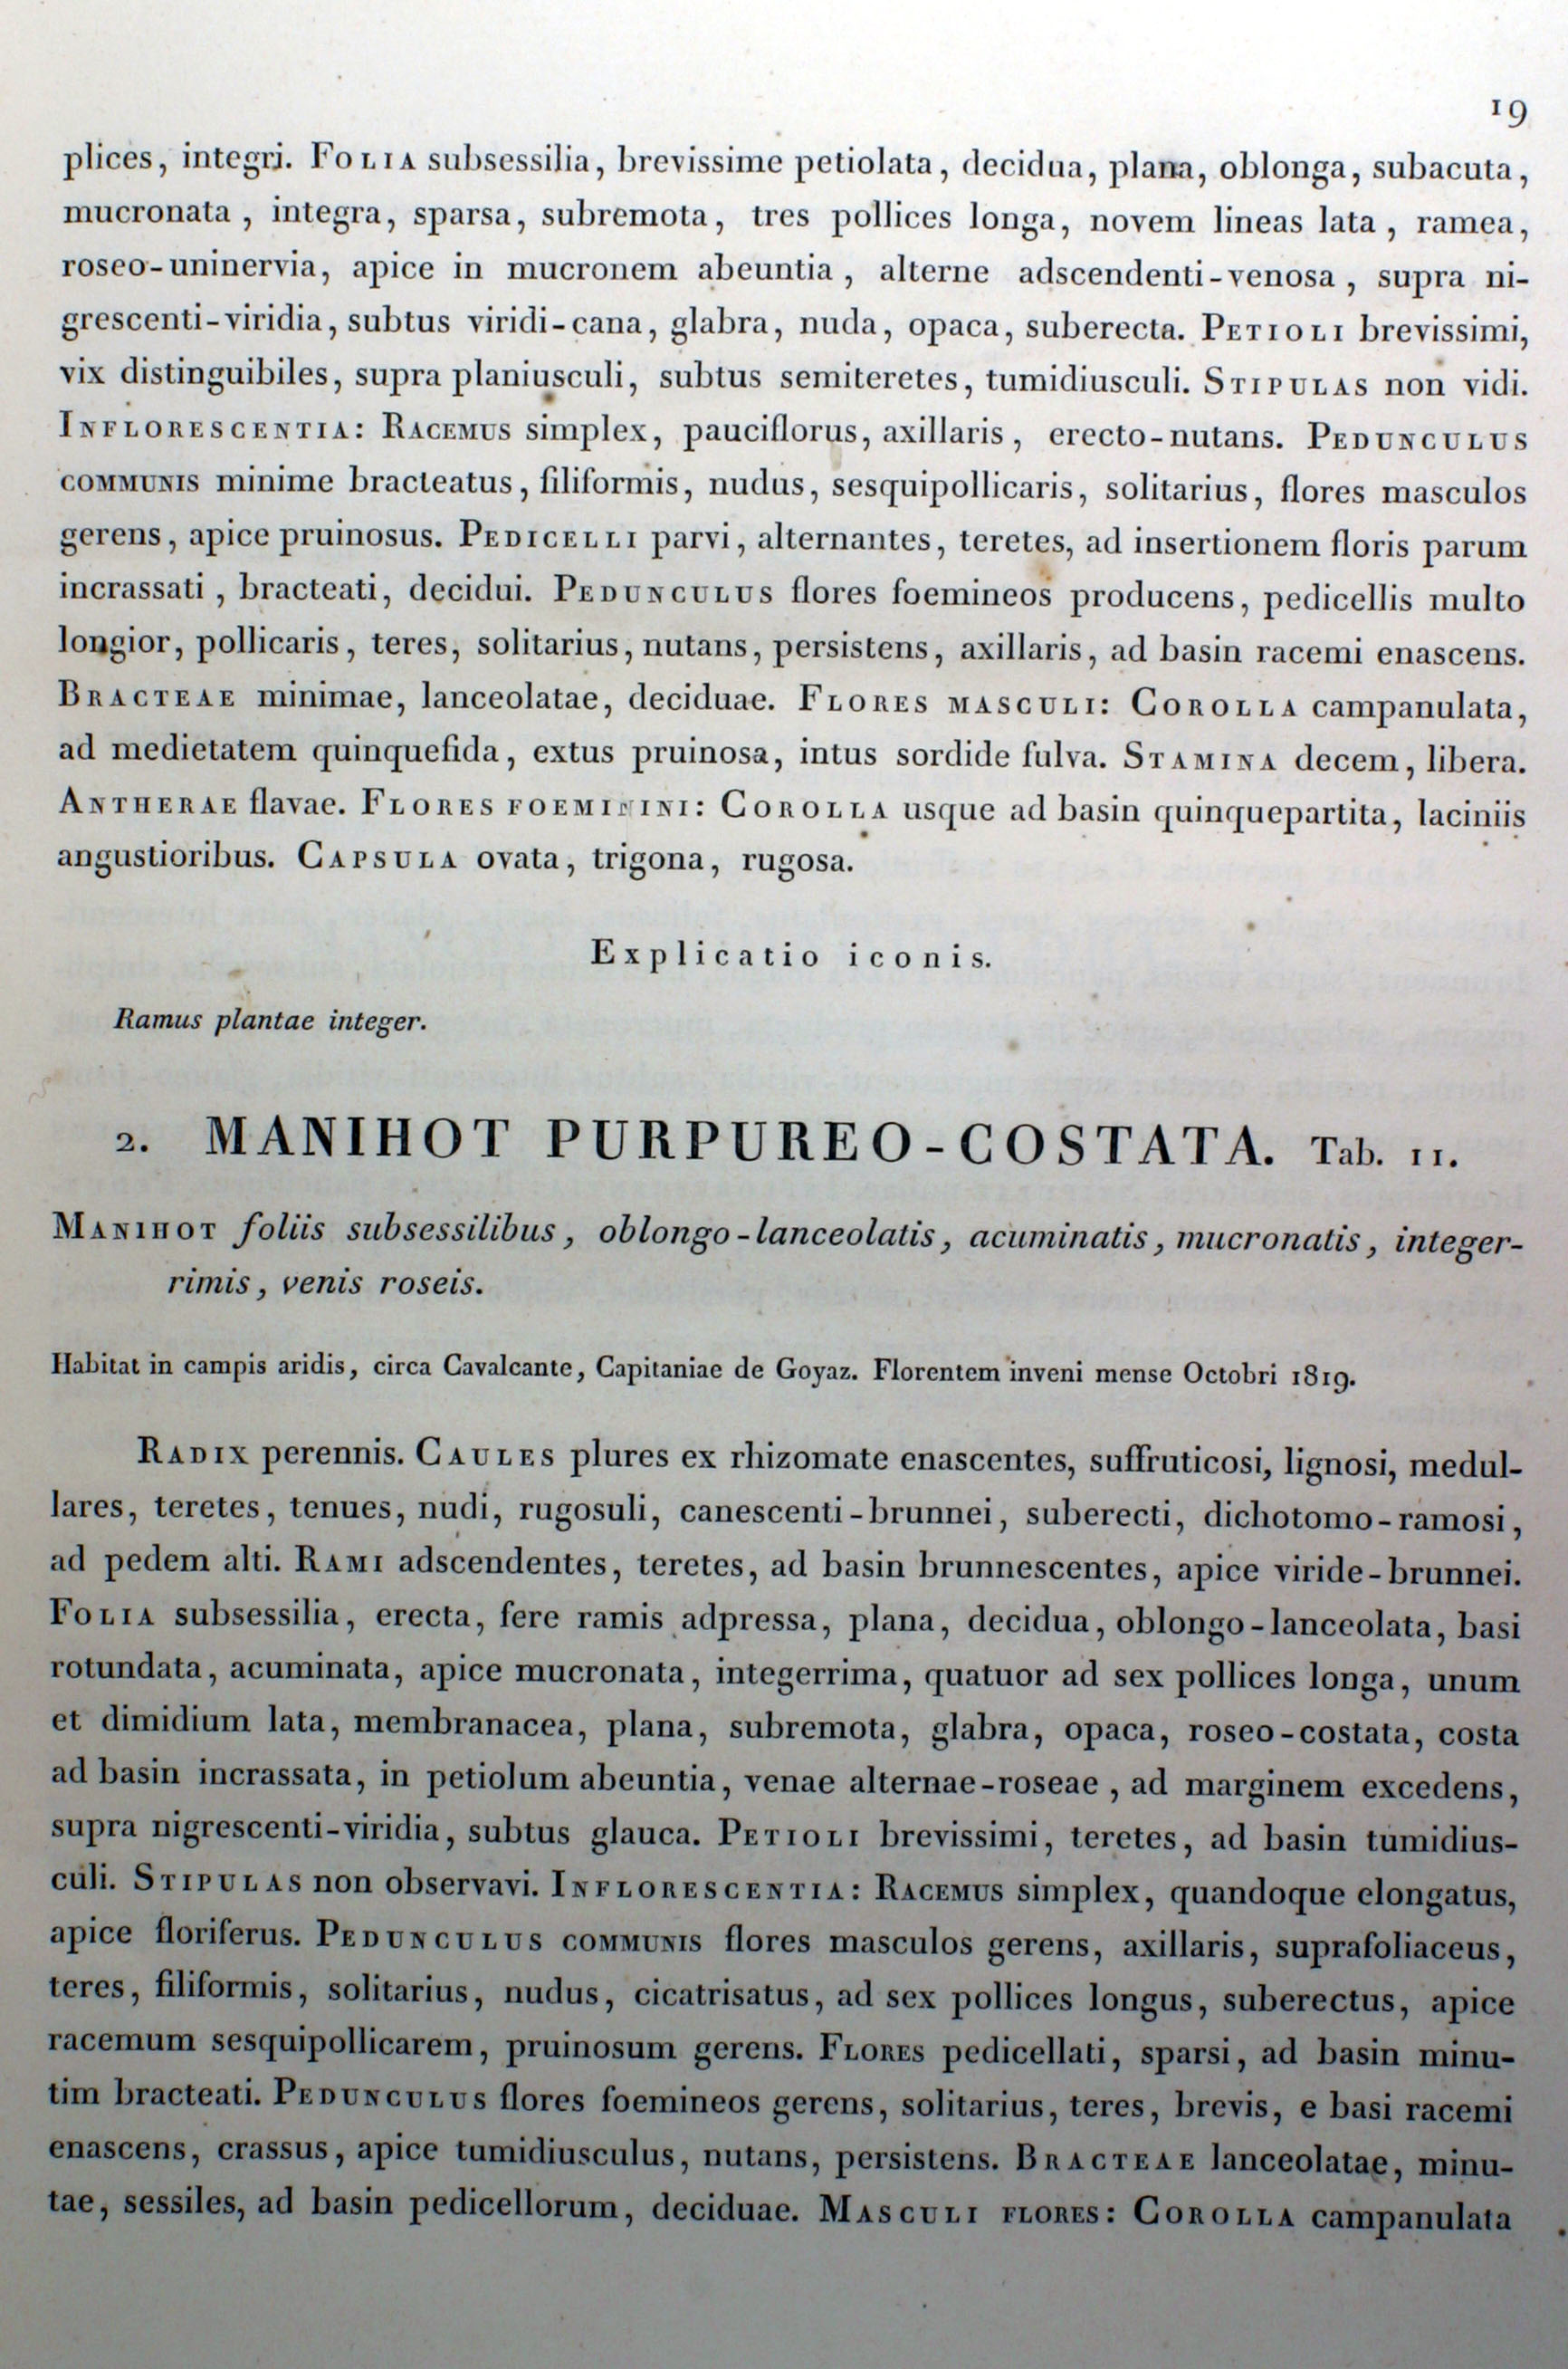 19
plices, integri. FOLIA subsessilia, brevissime petiolata, decidua, plana, oblonga, subacuta,
mucronata, integra, sparsa, subremota, tres pollices longa, novem lineas lata, ramea,
roseo-uninervia, apice in mucronem abeuntia, alterne adscendenti-venosa, supra ni-
grescenti-viridia, subtus viridi-cana, glabra, nuda, opaca, suberecta. PETIOLI brevissimi,
vix distinguibiles, supra planiusculi, subtus semiteretes, tumidiusculi. STIPULAS non vidi.
INFLORESCENTIA: RACEMUS simplex, pauciflorus, axillaris, erecto-nutans. PEDUNCULUS
COMMUNIS minime bracteatus, filiformis, nudus, sesquipollicaris, solitarius, flores masculos
gerens, apice pruinosus. PEDICELLI parvi, alternantes, teretes, ad insertionem floris parum
incrassati, bracteati, decidui. PEDUNCULUS flores foemineos producens, pedicellis multo
longior, pollicaris, teres, solitarius, nutans, persistens, axillaris, ad basin racemi enascens.
BRACTEAE minimae, lanceolatae, deciduae. FLORES MASCULI: COROLLA campanulata,
ad medietatem quinquefida, extus pruinosa, intus sordide fulva. STAMINA decem, libera.
ANTHERAE flavae. FLORES FOEMININI: COROLLA usque ad basin quinquepartita, laciniis
angustioribus. CAPSULA ovata, trigona, rugosa.
Explicatio iconis.
Ramus plantae integer.
2. MANIHOT PURPUREO-COSTATA. Tab. 11.
MANIHOT foliis subsessilibus, oblongo-lanceolatis, acuminatis, mucronatis, integer-
rimis, venis roseis.
Habitat in campis aridis, circa Cavalcante, Capitaniae de Goyaz. Florentem inveni mense Octobri 1819.
RADIX perennis. CAULES plures ex rhizomate enascentes, suffruticosi, lignosi, medul-
lares, teretes, tenues, nudi, rugosuli, canescenti-brunnei, suberecti, dichotomo-ramosi,
ad pedem alti. RAMI adscendentes, teretes, ad basin brunnescentes, apice viride-brunnei.
FOLIA subsessilia, erecta, fere ramis adpressa, plana, decidua, oblongo-lanceolata, basi
rotundata, acuminata, apice mucronata, integerrima, quatuor ad sex pollices longa, unum
et dimidium lata, membranacea, plana, subremota, glabra, opaca, roseo-costata, costa
ad basin incrassata, in petiolum abeuntia, venae alternae-roseae, ad marginem excedens,
supra nigrescenti-viridia, subtus glauca. PETIOLI brevissimi, teretes, ad basin tumidius-
culi. STIPULAS non observavi. INFLORESCENTIA: RACEMUS simplex, quandoque elongatus,
apice floriferus. PEDUNCULUS COMMUNIS flores masculos gerens, axillaris, suprafoliaceus,
teres, filiformis, solitarius, nudus, cicatrisatus, ad sex pollices longus, suberectus, apice
racemum sesquipollicarem, pruinosum gerens. FLORES pedicellati, sparsi, ad basin minu-
tim bracteati. PEDUNCULUS flores foemineos gerens, solitarius, teres, brevis, e basi racemi
enascens, crassus, apice tumidiusculus, nutans, persistens. BRACTEAE lanceolatae, minu-
tae, sessiles, ad basin pedicellorum, deciduae. MASCULI FLORES: COROLLA campanulata